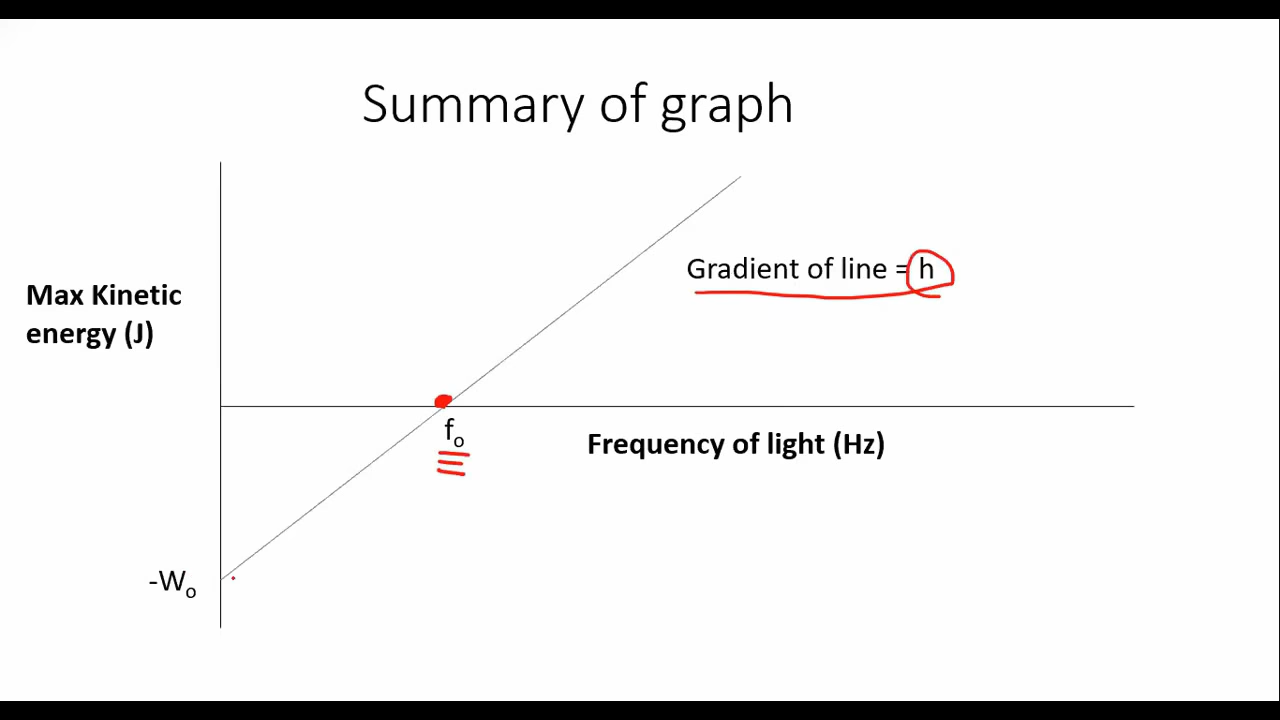 Summary of graph
Gradient of line = h
Max Kinetic
energy (J)
fₒ
Frequency of light (Hz)
-Wₒ